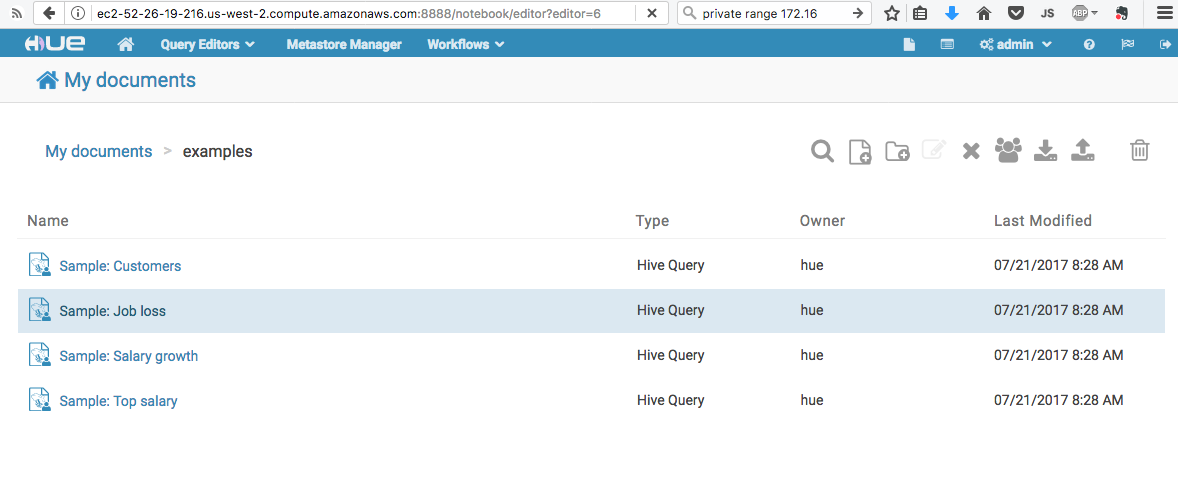 ec2-52-26-19-216.us-west-2.compute.amazonaws.com:8888/notebook/editor?editor=6 private range 172.16 JS ABP
HUE Query Editors Metastore Manager Workflows admin
My documents
My documents > examples
Name Type Owner Last Modified
Sample: Customers Hive Query hue 07/21/2017 8:28 AM
Sample: Job loss Hive Query hue 07/21/2017 8:28 AM
Sample: Salary growth Hive Query hue 07/21/2017 8:28 AM
Sample: Top salary Hive Query hue 07/21/2017 8:28 AM